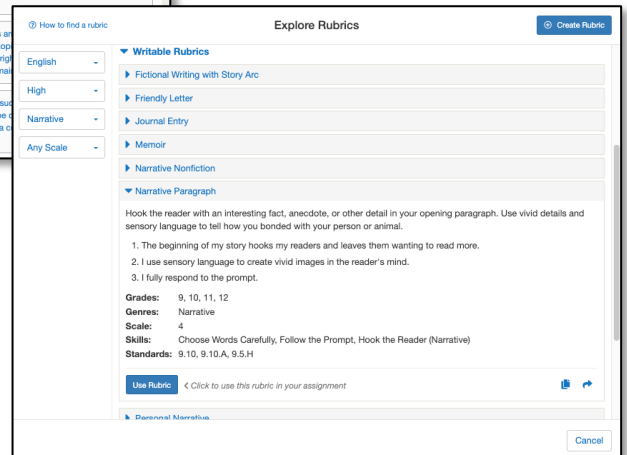 How to find a rubric
Explore Rubrics
Create Rubric
English
High
Narrative
Any Scale
Writable Rubrics
Fictional Writing with Story Arc
Friendly Letter
Journal Entry
Memoir
Narrative Nonfiction
Narrative Paragraph
Hook the reader with an interesting fact, anecdote, or other detail in your opening paragraph. Use vivid details and
sensory language to tell how you bonded with your person or animal.
1. The beginning of my story hooks my readers and leaves them wanting to read more.
2. I use sensory language to create vivid images in the reader's mind.
3. I fully respond to the prompt.
Grades: 9, 10, 11, 12
Genres: Narrative
Scale: 4
Skills: Choose Words Carefully, Follow the Prompt, Hook the Reader (Narrative)
Standards: 9.10, 9.10.A, 9.5.H
Use Rubric < Click to use this rubric in your assignment
Personal Narrative
Cancel